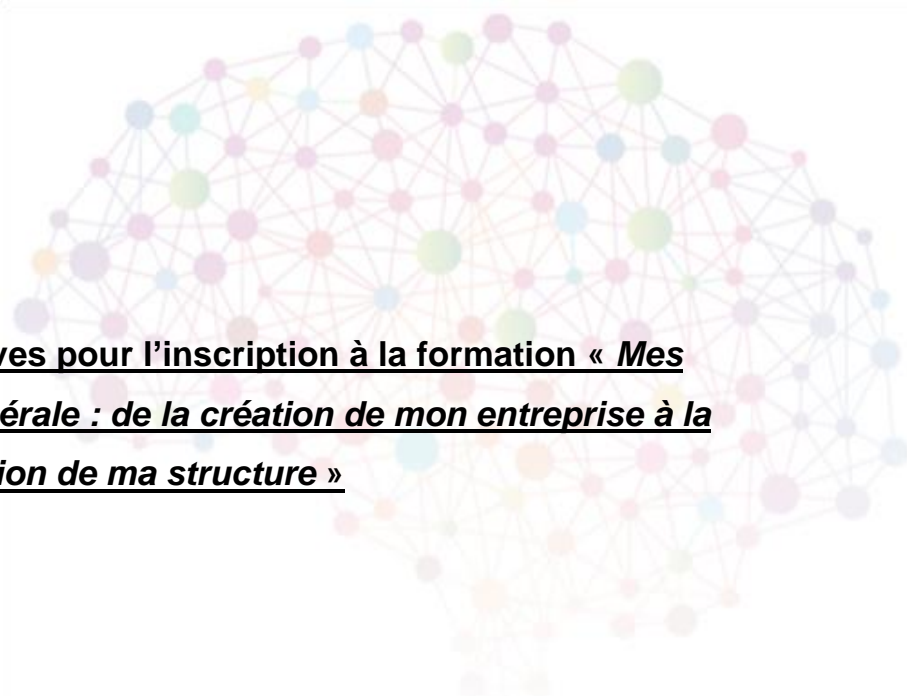 ves pour l’inscription à la formation « Mes
érale : de la création de mon entreprise à la
ion de ma structure »